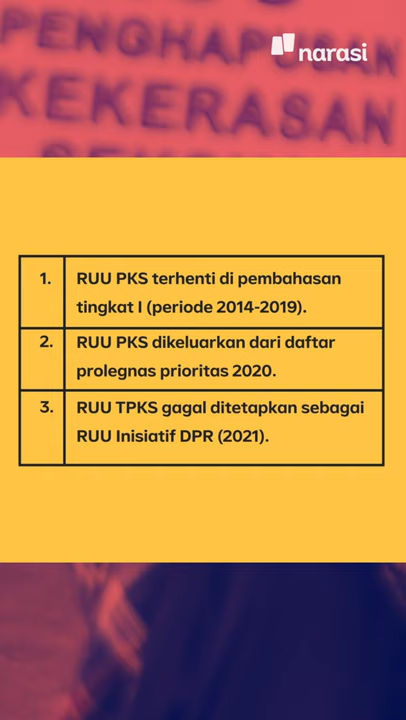 narasi
PENGHAPUSAN
KEKERASAN
1. RUU PKS terhenti di pembahasan
tingkat I (periode 2014-2019).
2. RUU PKS dikeluarkan dari daftar
prolegnas prioritas 2020.
3. RUU TPKS gagal ditetapkan sebagai
RUU Inisiatif DPR (2021).